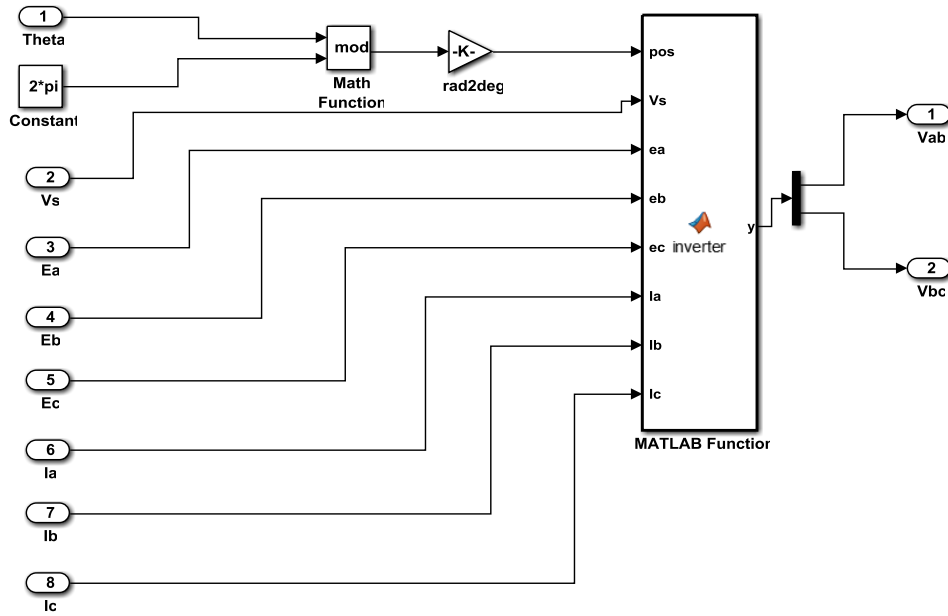 1
Theta
2*pi
Constant
mod
Math
Function
-K-
rad2deg
2
Vs
3
Ea
4
Eb
5
Ec
6
Ia
7
Ib
8
Ic
pos
Vs
ea
eb
ec
Ia
Ib
Ic
inverter
y
MATLAB Function
1
Vab
2
Vbc